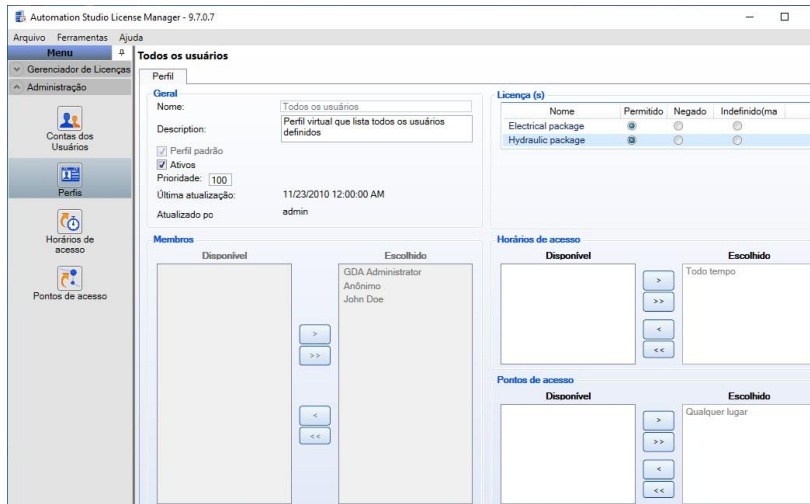 Automation Studio License Manager - 9.7.0.7
Arquivo Ferramentas Ajuda
Menu
Gerenciador de Licenças
Administração
Contas dos
Usuários
Perfis
Horários de
acesso
Pontos de acesso
Todos os usuários
Perfil
Geral
Nome: Todos os usuários
Description: Perfil virtual que lista todos os usuários
definidos
Perfil padrão
Ativos
Prioridade: 100
Última atualização: 11/23/2010 12:00:00 AM
Atualizado po admin
Licença (s)
Nome Permitido Negado Indefinido(ma
Electrical package
Hydraulic package
Membros
Disponível Escolhido
GDA Administrator
Anônimo
John Doe
>
>>
<
<<
Horários de acesso
Disponível Escolhido
Todo tempo
>
>>
<
<<
Pontos de acesso
Disponível Escolhido
Qualquer lugar
>
>>
<
<<